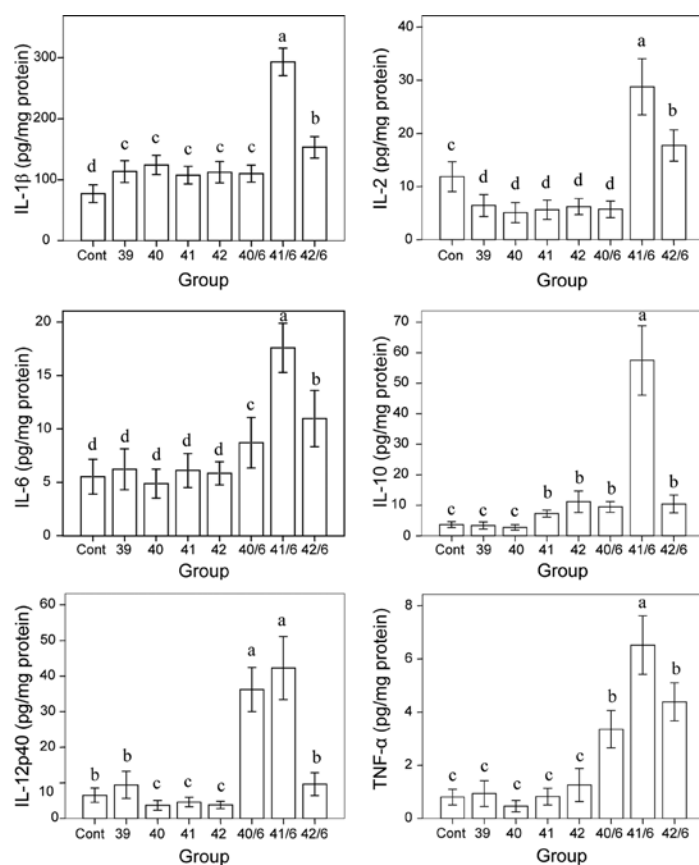 IL-1β (pg/mg protein)
300
200
100
0
d c c c c c a b
Cont 39 40 41 42 40/6 41/6 42/6
Group
IL-2 (pg/mg protein)
40
30
20
10
0
c d d d d d a b
Con 39 40 41 42 40/6 41/6 42/6
Group
IL-6 (pg/mg protein)
20
15
10
5
0
d d d d d c a b
Cont 39 40 41 42 40/6 41/6 42/6
Group
IL-10 (pg/mg protein)
70
60
50
40
30
20
10
0
c c c b b b a b
Cont 39 40 41 42 40/6 41/6 42/6
Group
IL-12p40 (pg/mg protein)
60
50
40
30
20
10
0
b b c c c a a b
Cont 39 40 41 42 40/6 41/6 42/6
Group
TNF-α (pg/mg protein)
8
6
4
2
0
c c c c c b a b
Cont 39 40 41 42 40/6 41/6 42/6
Group